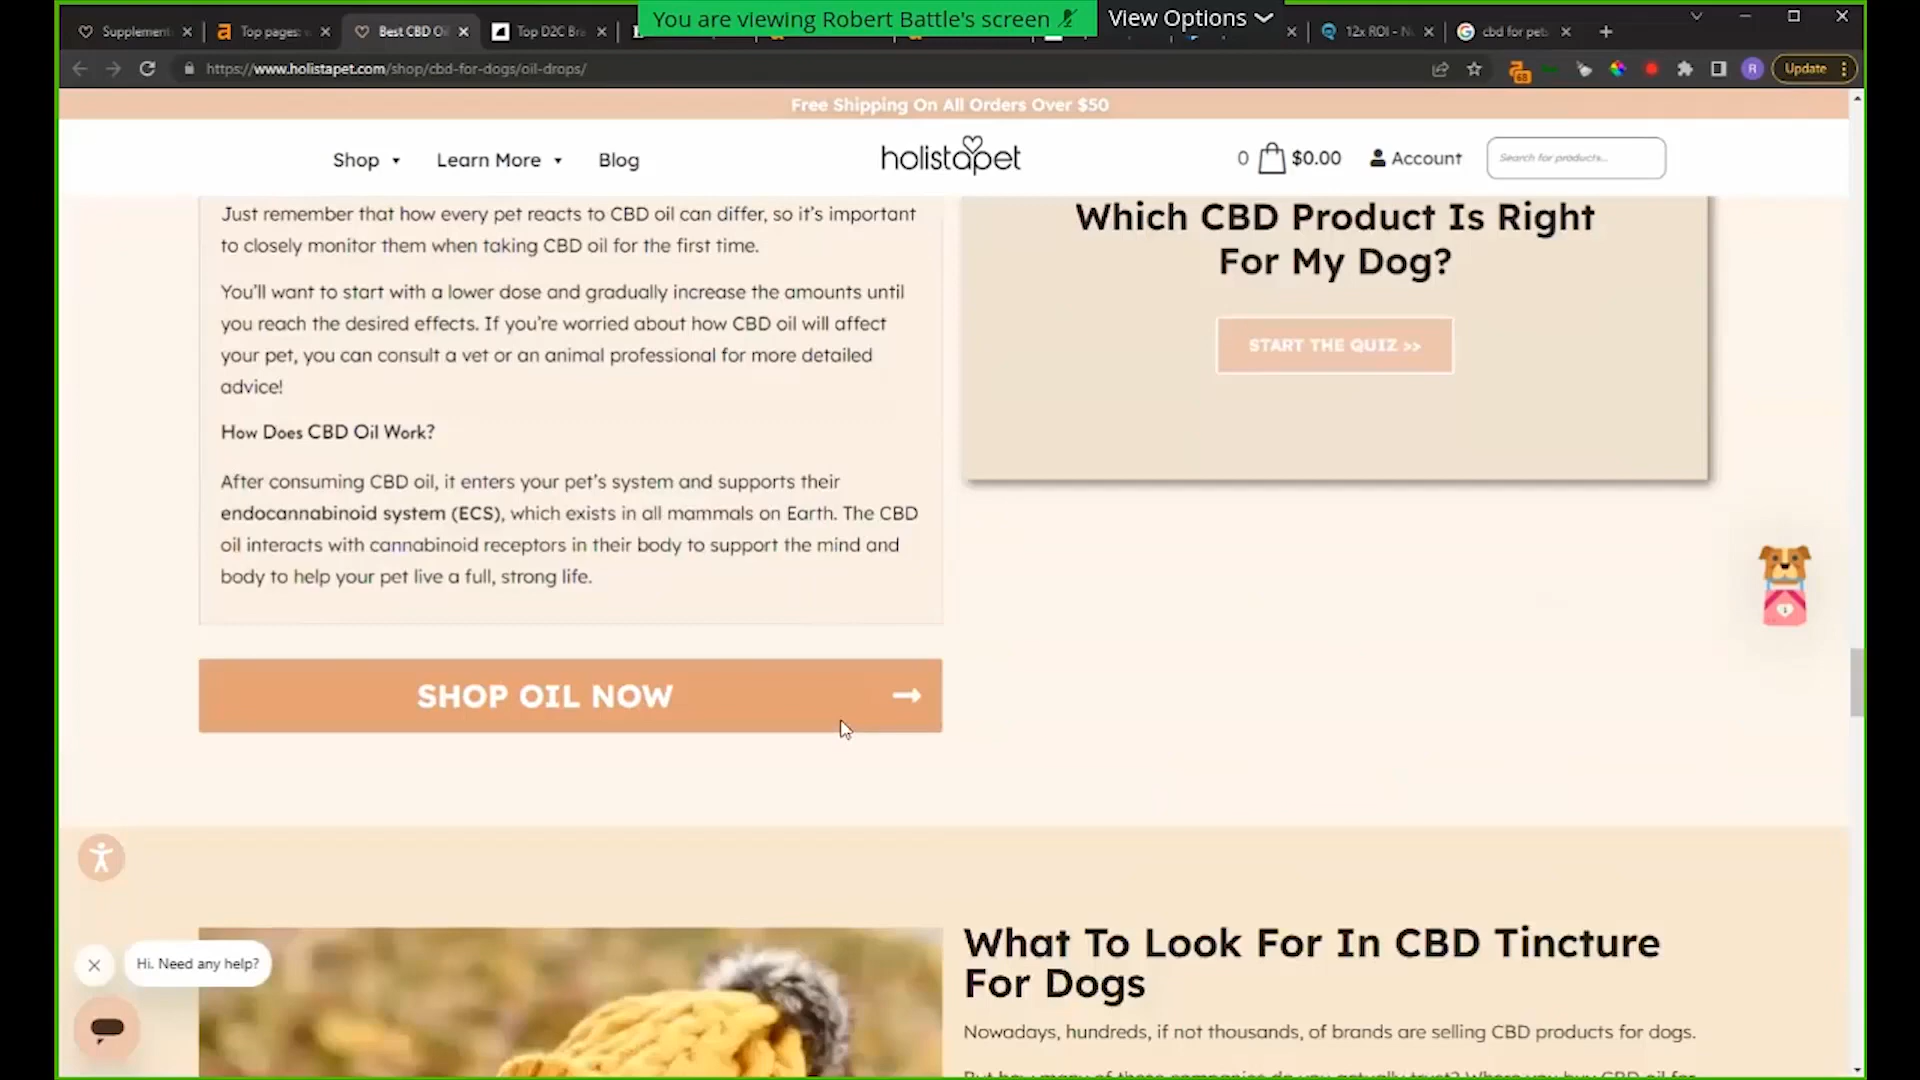 You are viewing Robert Battle's screen
View Options
Supplement
Top pages:
Best CBD Oi
Top D2C Bra
12x ROI - N
cbd for pet
https://www.holistapet.com/shop/cbd-for-dogs/oil-drops/
68
R
Update
Free Shipping On All Orders Over $50
Shop
Learn More
Blog
holistapet
0
$0.00
Account
Search for products...
Just remember that how every pet reacts to CBD oil can differ, so it's important
to closely monitor them when taking CBD oil for the first time.
You'll want to start with a lower dose and gradually increase the amounts until
you reach the desired effects. If you're worried about how CBD oil will affect
your pet, you can consult a vet or an animal professional for more detailed
advice!
How Does CBD Oil Work?
After consuming CBD oil, it enters your pet's system and supports their
endocannabinoid system (ECS), which exists in all mammals on Earth. The CBD
oil interacts with cannabinoid receptors in their body to support the mind and
body to help your pet live a full, strong life.
SHOP OIL NOW
Which CBD Product Is Right
For My Dog?
START THE QUIZ >>
Hi. Need any help?
What To Look For In CBD Tincture
For Dogs
Nowadays, hundreds, if not thousands, of brands are selling CBD products for dogs.